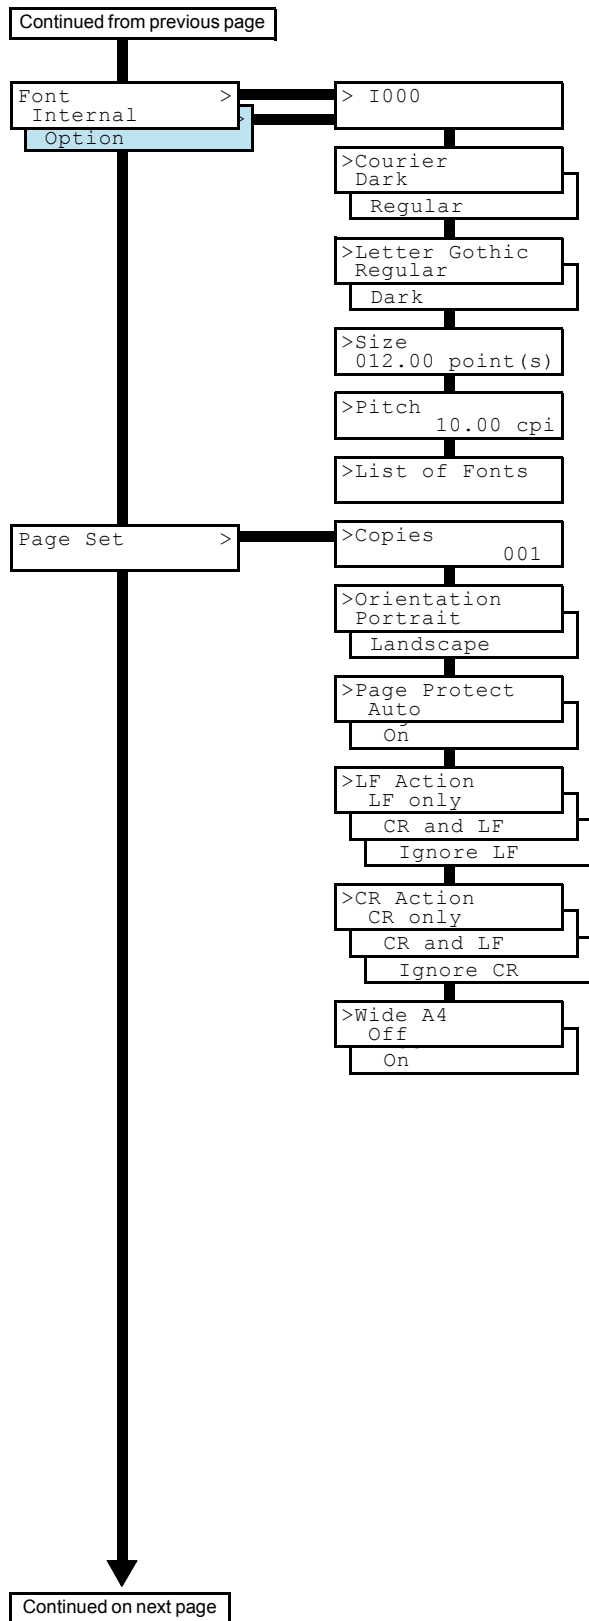 Continued from previous page
Font >
Internal
Option
> I000
>Courier
Dark
Regular
>Letter Gothic
Regular
Dark
>Size
012.00 point(s)
>Pitch
10.00 cpi
>List of Fonts
Page Set >
>Copies
001
>Orientation
Portrait
Landscape
>Page Protect
Auto
On
>LF Action
LF only
CR and LF
Ignore LF
>CR Action
CR only
CR and LF
Ignore CR
>Wide A4
Off
On
Continued on next page